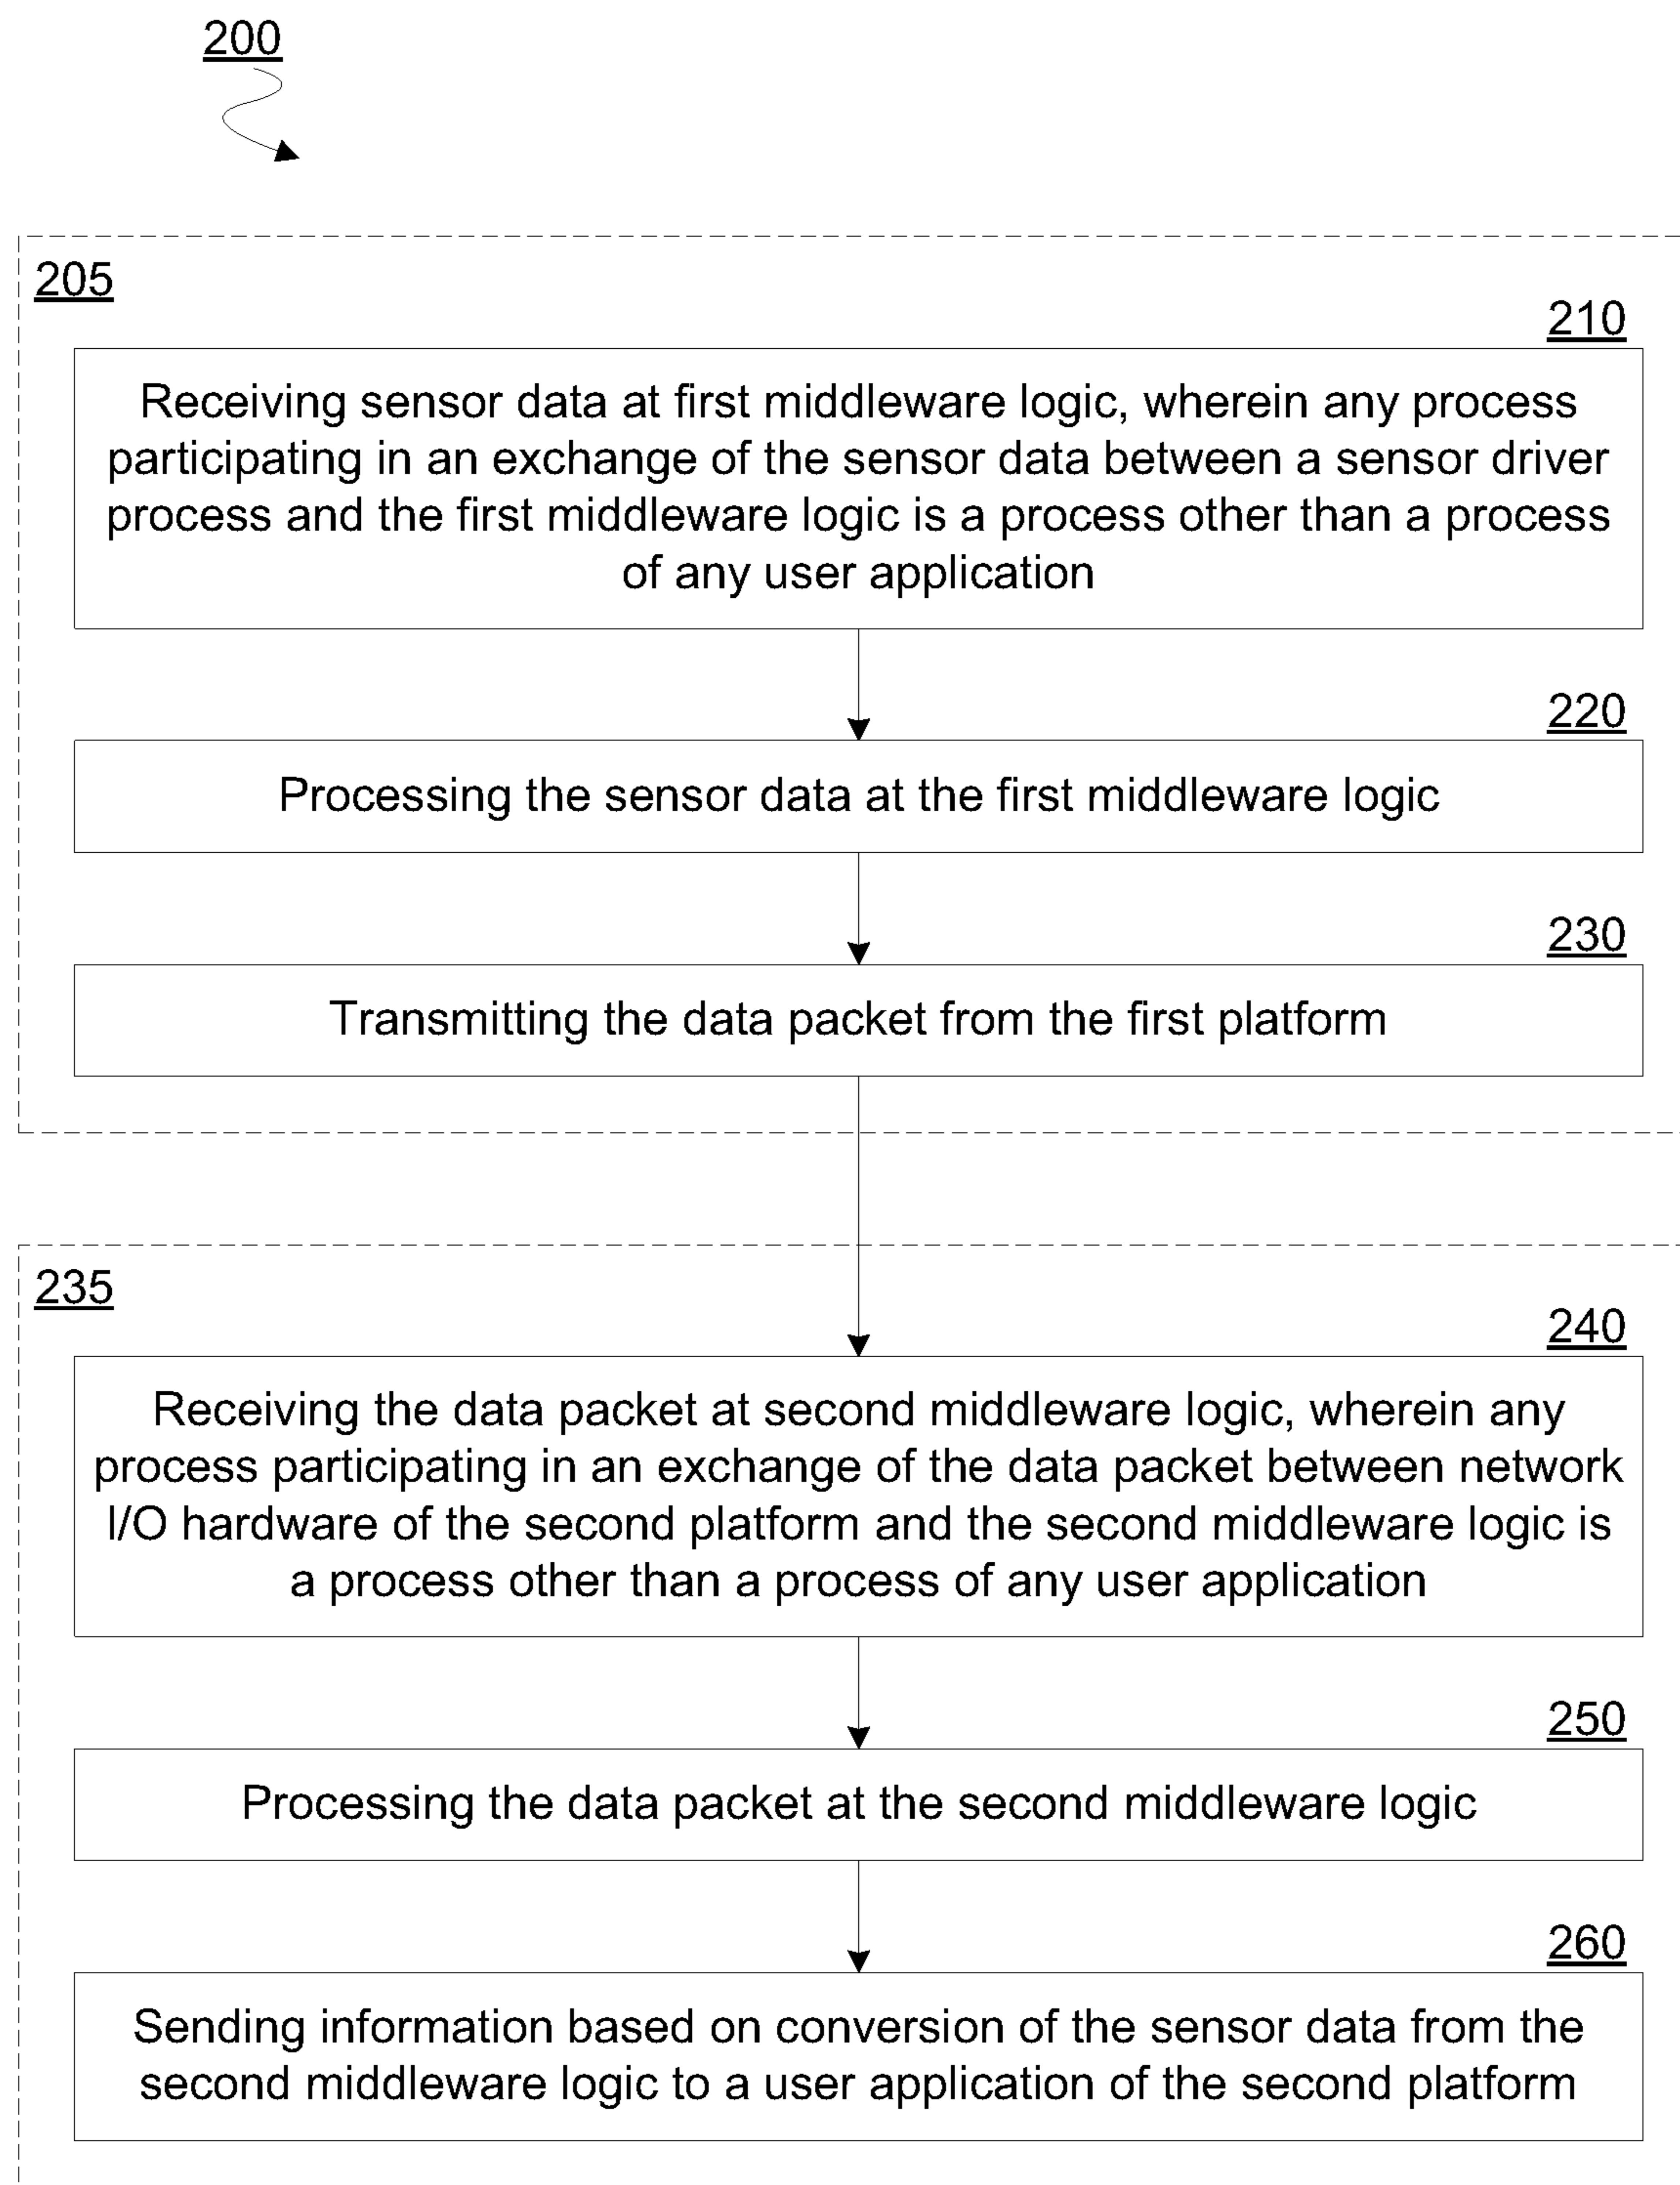 200
205
210
Receiving sensor data at first middleware logic, wherein any process
participating in an exchange of the sensor data between a sensor driver
process and the first middleware logic is a process other than a process
of any user application
220
Processing the sensor data at the first middleware logic
230
Transmitting the data packet from the first platform
235
240
Receiving the data packet at second middleware logic, wherein any
process participating in an exchange of the data packet between network
I/O hardware of the second platform and the second middleware logic is
a process other than a process of any user application
250
Processing the data packet at the second middleware logic
260
Sending information based on conversion of the sensor data from the
second middleware logic to a user application of the second platform